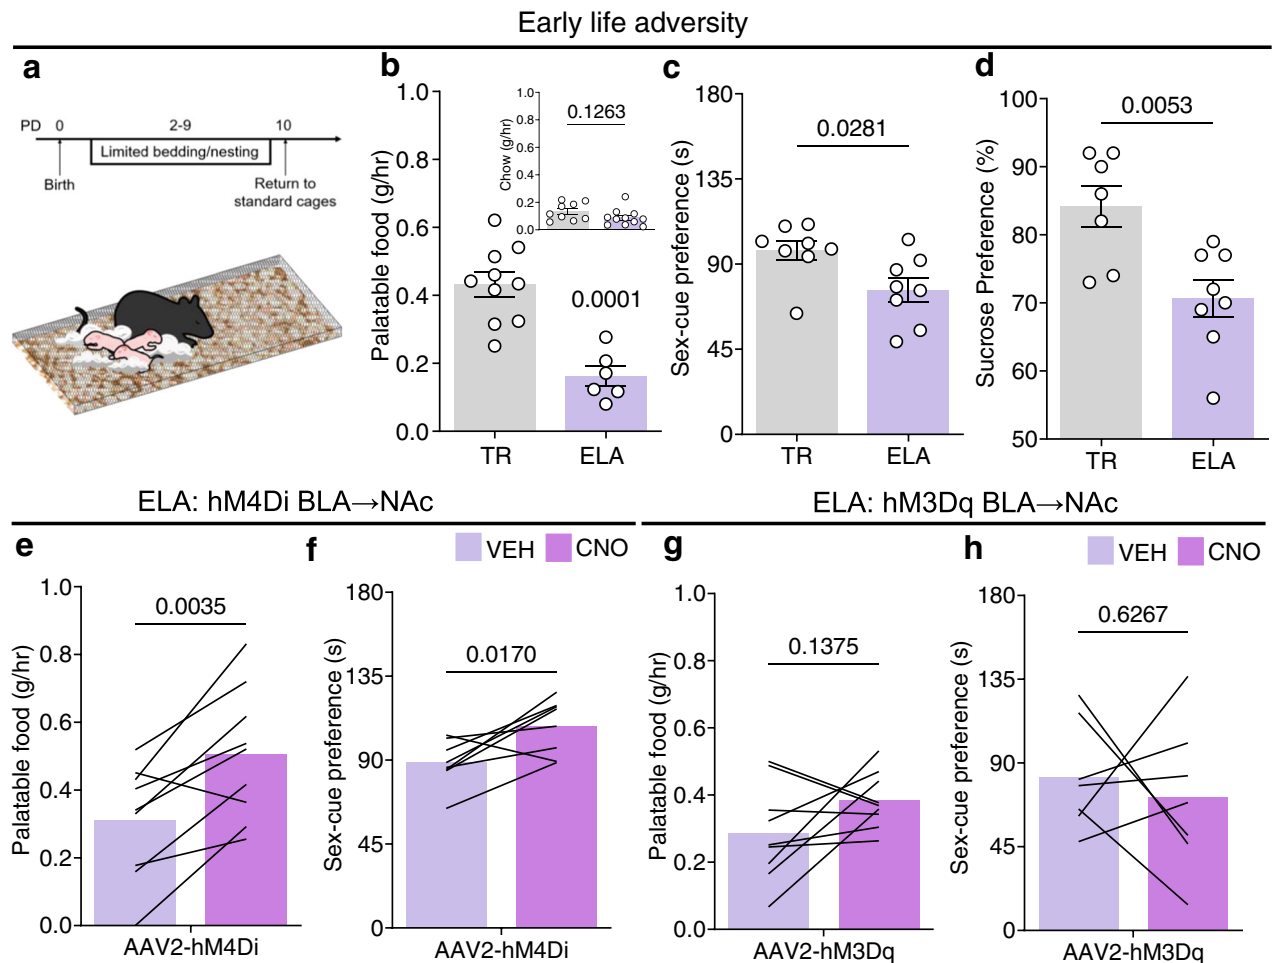 Early life adversity
a
PD 0 2-9 10
Limited bedding/nesting
Birth
Return to
standard cages
b
Palatable food (g/hr)
1.0
0.8
0.6
0.4
0.2
0.0
0.0001
TR ELA
Chow (g/hr)
1.0
0.8
0.6
0.4
0.2
0.0
0.1263
c
Sex-cue preference (s)
180
135
90
45
0
0.0281
TR ELA
d
Sucrose Preference (%)
100
90
80
70
60
50
0.0053
TR ELA
ELA: hM4Di BLA→NAc
e
Palatable food (g/hr)
1.0
0.8
0.6
0.4
0.2
0.0
0.0035
AAV2-hM4Di
f
VEH CNO
Sex-cue preference (s)
180
135
90
45
0
0.0170
AAV2-hM4Di
ELA: hM3Dq BLA→NAc
g
Palatable food (g/hr)
1.0
0.8
0.6
0.4
0.2
0.0
0.1375
AAV2-hM3Dq
h
VEH CNO
Sex-cue preference (s)
180
135
90
45
0
0.6267
AAV2-hM3Dq